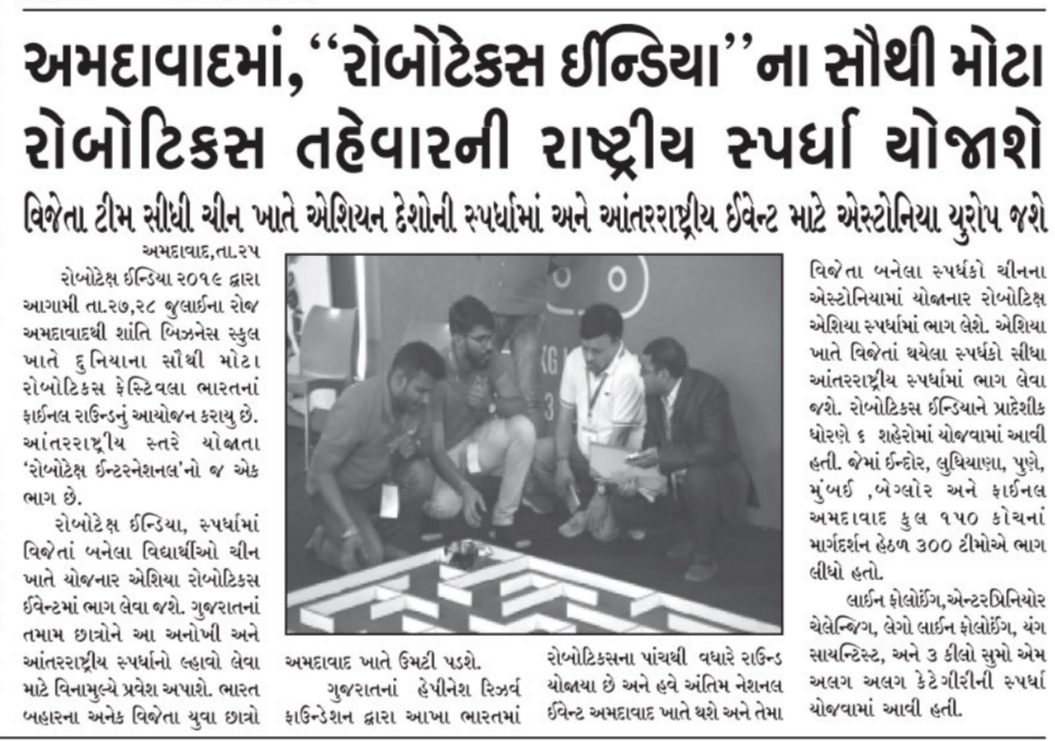 અમદાવાદમાં, “રોબોટેકસ ઈન્ડિયા”ના સૌથી મોટા
રોબોટિકસ તહેવારની રાષ્ટ્રીય સ્પર્ધા યોજાશે
વિજેતા ટીમ સીધી ચીન ખાતે એશિયન દેશોની સ્પર્ધામાં અને આંતરરાષ્ટ્રીય ઈવેન્ટ માટે એસ્ટોનિયા યુરોપ જશે
અમદાવાદ,તા.૨૫
રોબોટેક્ષ ઈન્ડિયા ૨૦૧૯ દ્વારા
આગામી તા.૨૭,૨૮ જુલાઈના રોજ
અમદાવાદથી શાંતિ બિઝનેસ સ્કુલ
ખાતે દુનિયાના સૌથી મોટા
રોબોટિકસ ફેસ્ટિવલા ભારતનાં
ફાઈનલ રાઉન્ડનું આયોજન કરાયુ છે.
આંતરરાષ્ટ્રીય સ્તરે યોજાતા
‘રોબોટેક્ષ ઈન્ટરનેશનલ’નો જ એક
ભાગ છે.
રોબોટેક્ષ ઈન્ડિયા, સ્પર્ધામાં
વિજેતાં બનેલા વિદ્યાર્થીઓ ચીન
ખાતે યોજનાર એશિયા રોબોટિકસ
ઈવેન્ટમાં ભાગ લેવા જશે. ગુજરાતનાં
તમામ છાત્રોને આ અનોખી અને
આંતરરાષ્ટ્રીય સ્પર્ધાનો લ્હાવો લેવા
માટે વિનામુલ્યે પ્રવેશ અપાશે. ભારત
બહારના અનેક વિજેતા યુવા છાત્રો
અમદાવાદ ખાતે ઉમટી પડશે.
ગુજરાતનાં હેપીનેશ રિઝર્વ
ફાઉન્ડેશન દ્વારા આખા ભારતમાં
રોબોટિકસના પાંચથી વધારે રાઉન્ડ
યોજાયા છે અને હવે અંતિમ નેશનલ
ઈવેન્ટ અમદાવાદ ખાતે થશે અને તેમા
વિજેતા બનેલા સ્પર્ધકો ચીનના
એસ્ટોનિયામાં યોજાનાર રોબિટિક્ષ
એશિયા સ્પર્ધામાં ભાગ લેશે. એશિયા
ખાતે વિજેતાં થયેલા સ્પર્ધકો સીધા
આંતરરાષ્ટ્રીય સ્પર્ધામાં ભાગ લેવા
જશે. રોબોટિકસ ઈન્ડિયાને પ્રાદેશીક
ધોરણે ૬ શહેરોમાં યોજવામાં આવી
હતી. જેમાં ઈન્દોર, લુધિયાણા, પુણે,
મુંબઈ ,બેગ્લોર અને ફાઈનલ
અમદાવાદ કુલ ૧૫૦ કોચનાં
માર્ગદર્શન હેઠળ ૩૦૦ ટીમોએ ભાગ
લીધો હતો.
લાઈન ફોલોઈંગ,એન્ટરપ્રિનિયોર
ચેલેન્જિગ, લેગો લાઈન ફોલોઈંગ, યંગ
સાયન્ટિસ્ટ, અને ૩ કીલો સુમો એમ
અલગ અલગ કેટેગીરીની સ્પર્ધા
યોજવામાં આવી હતી.